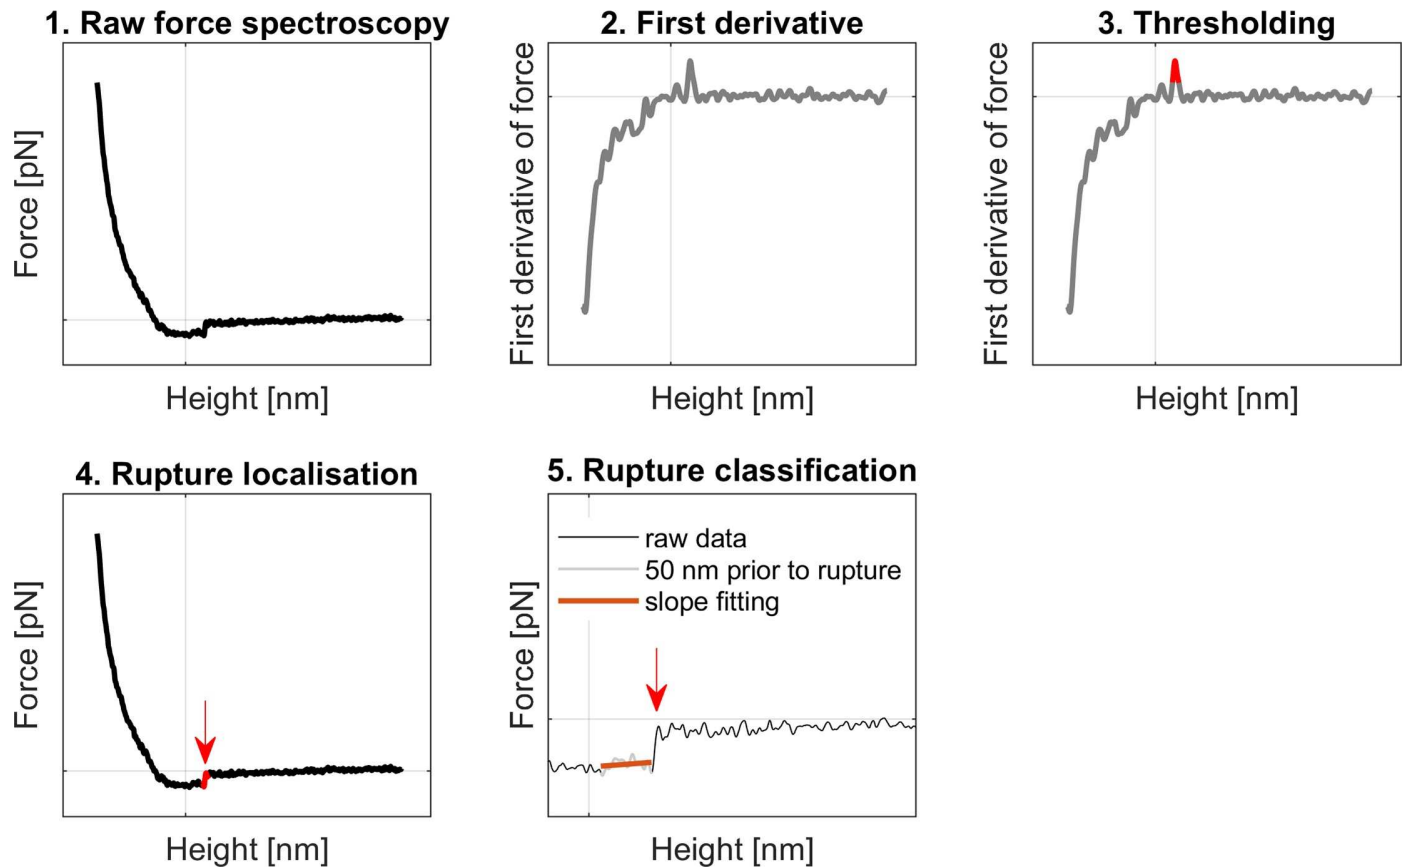 1. Raw force spectroscopy
Force [pN]
Height [nm]
2. First derivative
First derivative of force
Height [nm]
3. Thresholding
First derivative of force
Height [nm]
4. Rupture localisation
Force [pN]
Height [nm]
5. Rupture classification
raw data
50 nm prior to rupture
slope fitting
Force [pN]
Height [nm]